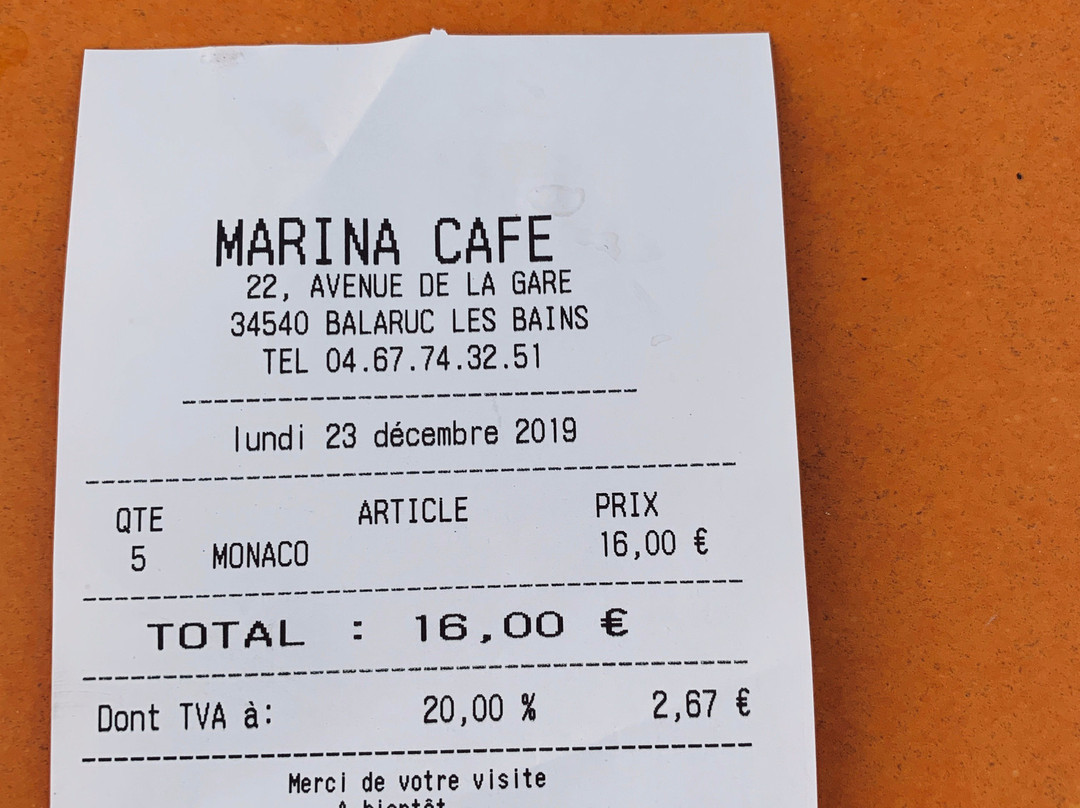 MARINA CAFE
22, AVENUE DE LA GARE
34540 BALARUC LES BAINS
TEL 04.67.74.32.51
lundi 23 décembre 2019
QTE ARTICLE PRIX
5 MONACO 16,00 €
TOTAL : 16,00 €
Dont TVA à: 20,00 % 2,67 €
Merci de votre visite
A bientôt